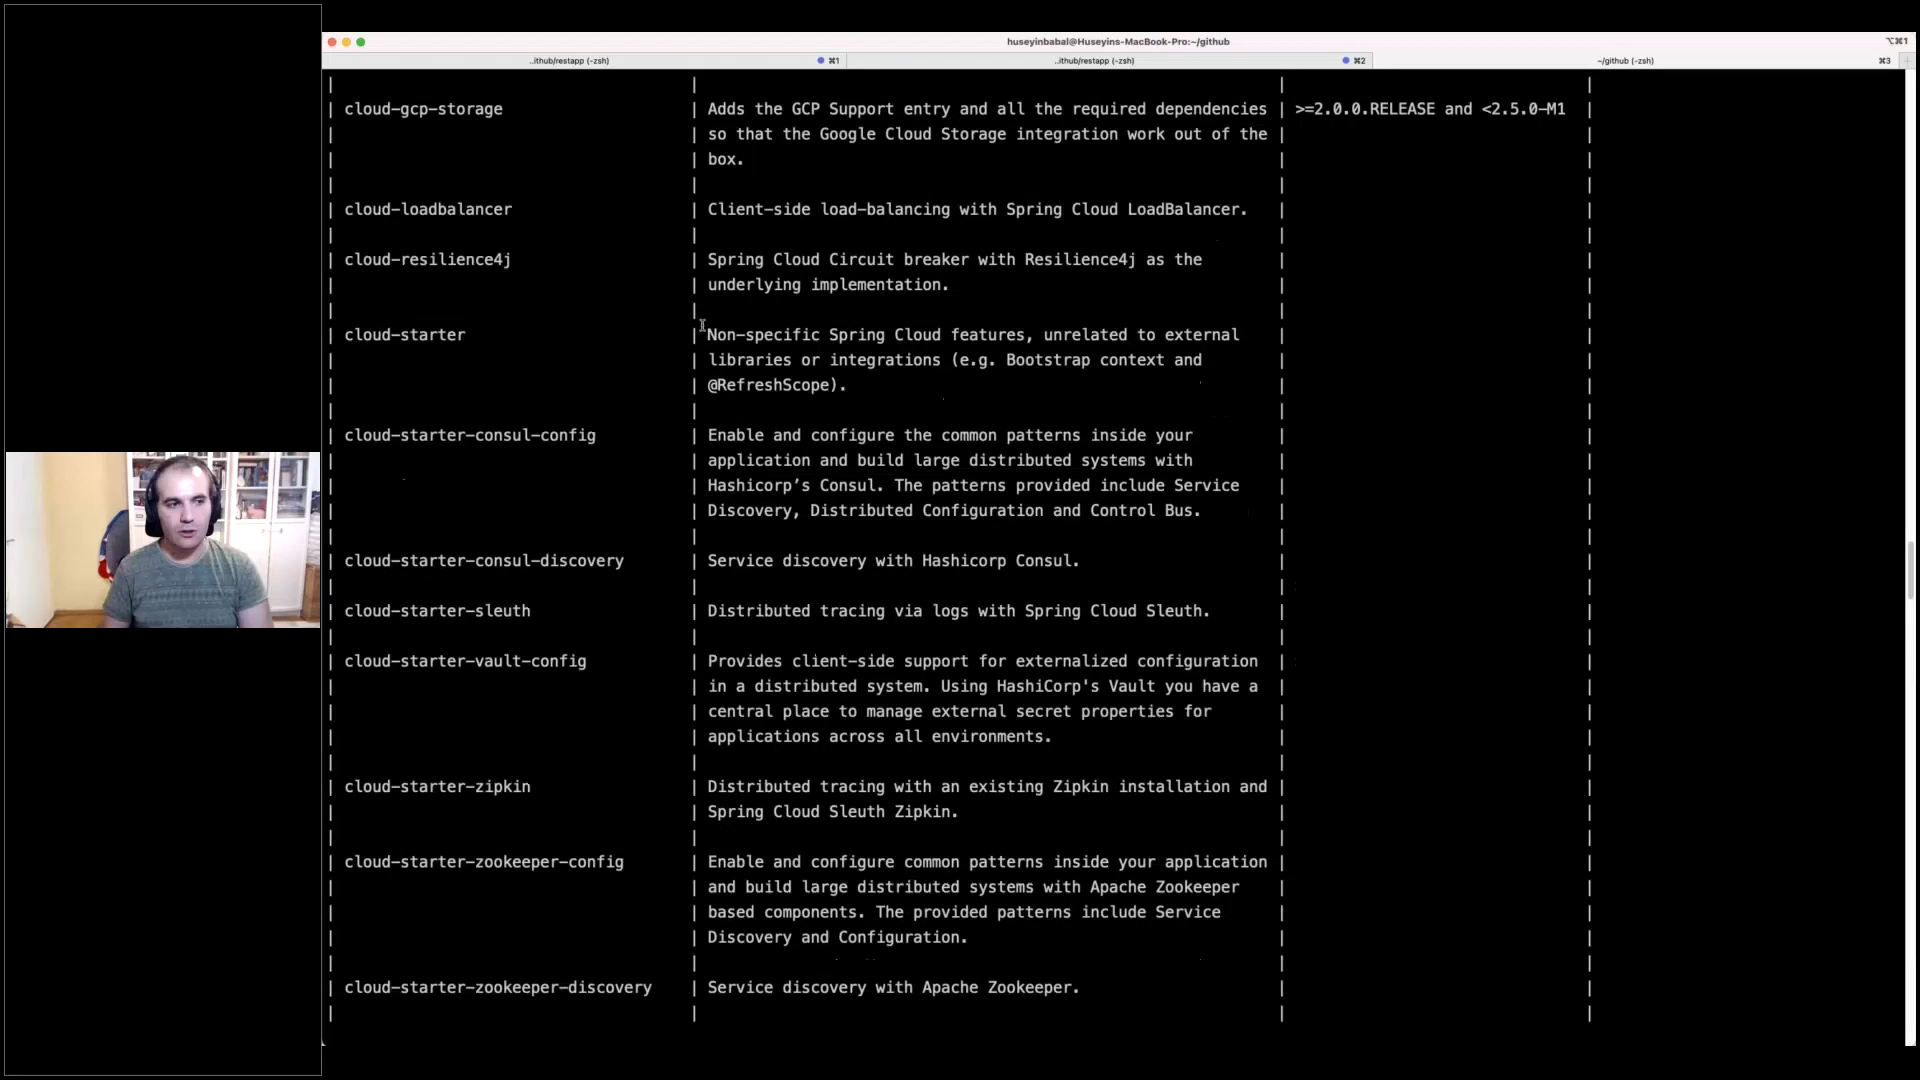 huseyinbabal@Huseyins-MacBook-Pro:~/github
⌥⌘1
..ithub/restapp (-zsh)
⌘1
..ithub/restapp (-zsh)
⌘2
~/github (-zsh)
⌘3
| cloud-gcp-storage | Adds the GCP Support entry and all the required dependencies | >=2.0.0.RELEASE and <2.5.0-M1 |
| | so that the Google Cloud Storage integration work out of the | |
| | box. | |
| cloud-loadbalancer | Client-side load-balancing with Spring Cloud LoadBalancer. | |
| cloud-resilience4j | Spring Cloud Circuit breaker with Resilience4j as the | |
| | underlying implementation. | |
| cloud-starter | Non-specific Spring Cloud features, unrelated to external | |
| | libraries or integrations (e.g. Bootstrap context and | |
| | @RefreshScope). | |
| cloud-starter-consul-config | Enable and configure the common patterns inside your | |
| | application and build large distributed systems with | |
| | Hashicorp’s Consul. The patterns provided include Service | |
| | Discovery, Distributed Configuration and Control Bus. | |
| cloud-starter-consul-discovery | Service discovery with Hashicorp Consul. | |
| cloud-starter-sleuth | Distributed tracing via logs with Spring Cloud Sleuth. | |
| cloud-starter-vault-config | Provides client-side support for externalized configuration | |
| | in a distributed system. Using HashiCorp's Vault you have a | |
| | central place to manage external secret properties for | |
| | applications across all environments. | |
| cloud-starter-zipkin | Distributed tracing with an existing Zipkin installation and | |
| | Spring Cloud Sleuth Zipkin. | |
| cloud-starter-zookeeper-config | Enable and configure common patterns inside your application | |
| | and build large distributed systems with Apache Zookeeper | |
| | based components. The provided patterns include Service | |
| | Discovery and Configuration. | |
| cloud-starter-zookeeper-discovery | Service discovery with Apache Zookeeper. | |